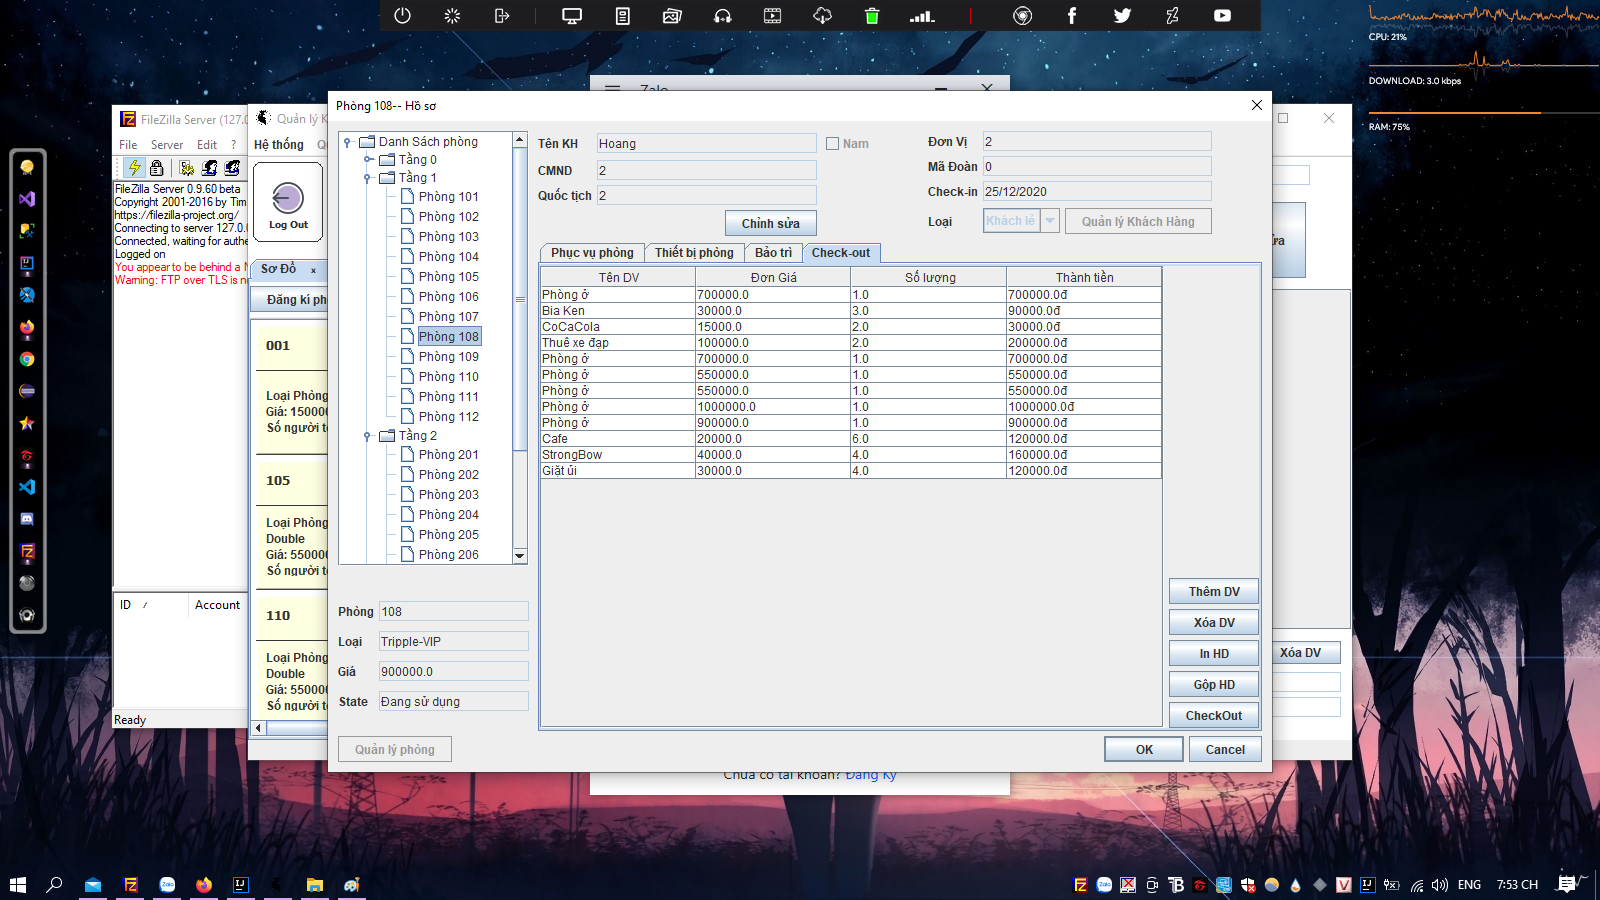 CPU: 21%
DOWNLOAD: 3.0 kbps
RAM: 75%
Zalo
FileZilla Server (127.0
File Server Edit ?
FileZilla Server 0.9.60 beta
Copyright 2001-2016 by Tim
https://filezilla-project.org/
Connecting to server 127.0.0
Connected, waiting for authe
Logged on
You appear to be behind a N
Warning: FTP over TLS is no
ID / Account
Ready
Quản lý K
Hệ thống
Log Out
Sơ Đồ x
Đăng kí ph
001
Loại Phòng
Giá: 150000
Số người tố
105
Loại Phòng
Double
Giá: 550000
Số người tố
110
Loại Phòng
Double
Giá: 550000
Số người tố
Phòng 108-- Hồ sơ
Danh Sách phòng
Tầng 0
Tầng 1
Phòng 101
Phòng 102
Phòng 103
Phòng 104
Phòng 105
Phòng 106
Phòng 107
Phòng 108
Phòng 109
Phòng 110
Phòng 111
Phòng 112
Tầng 2
Phòng 201
Phòng 202
Phòng 203
Phòng 204
Phòng 205
Phòng 206
Phòng 108
Loại Tripple-VIP
Giá 900000.0
State Đang sử dụng
Quản lý phòng
Tên KH Hoang Nam
CMND 2
Quốc tịch 2
Chỉnh sửa
Đơn Vị 2
Mã Đoàn 0
Check-in 25/12/2020
Loại Khách lẻ Quản lý Khách Hàng
Phục vụ phòng Thiết bị phòng Bảo trì Check-out
Tên DV Đơn Giá Số lượng Thành tiền
Phòng ở 700000.0 1.0 700000.0đ
Bia Ken 30000.0 3.0 90000.0đ
CoCaCola 15000.0 2.0 30000.0đ
Thuê xe đạp 100000.0 2.0 200000.0đ
Phòng ở 700000.0 1.0 700000.0đ
Phòng ở 550000.0 1.0 550000.0đ
Phòng ở 550000.0 1.0 550000.0đ
Phòng ở 1000000.0 1.0 1000000.0đ
Phòng ở 900000.0 1.0 900000.0đ
Cafe 20000.0 6.0 120000.0đ
StrongBow 40000.0 4.0 160000.0đ
Giặt ủi 30000.0 4.0 120000.0đ
Thêm DV
Xóa DV
In HD
Gộp HD
CheckOut
OK Cancel
Xóa DV
Chưa có tài khoản? Đăng Ký
ENG 7:53 CH